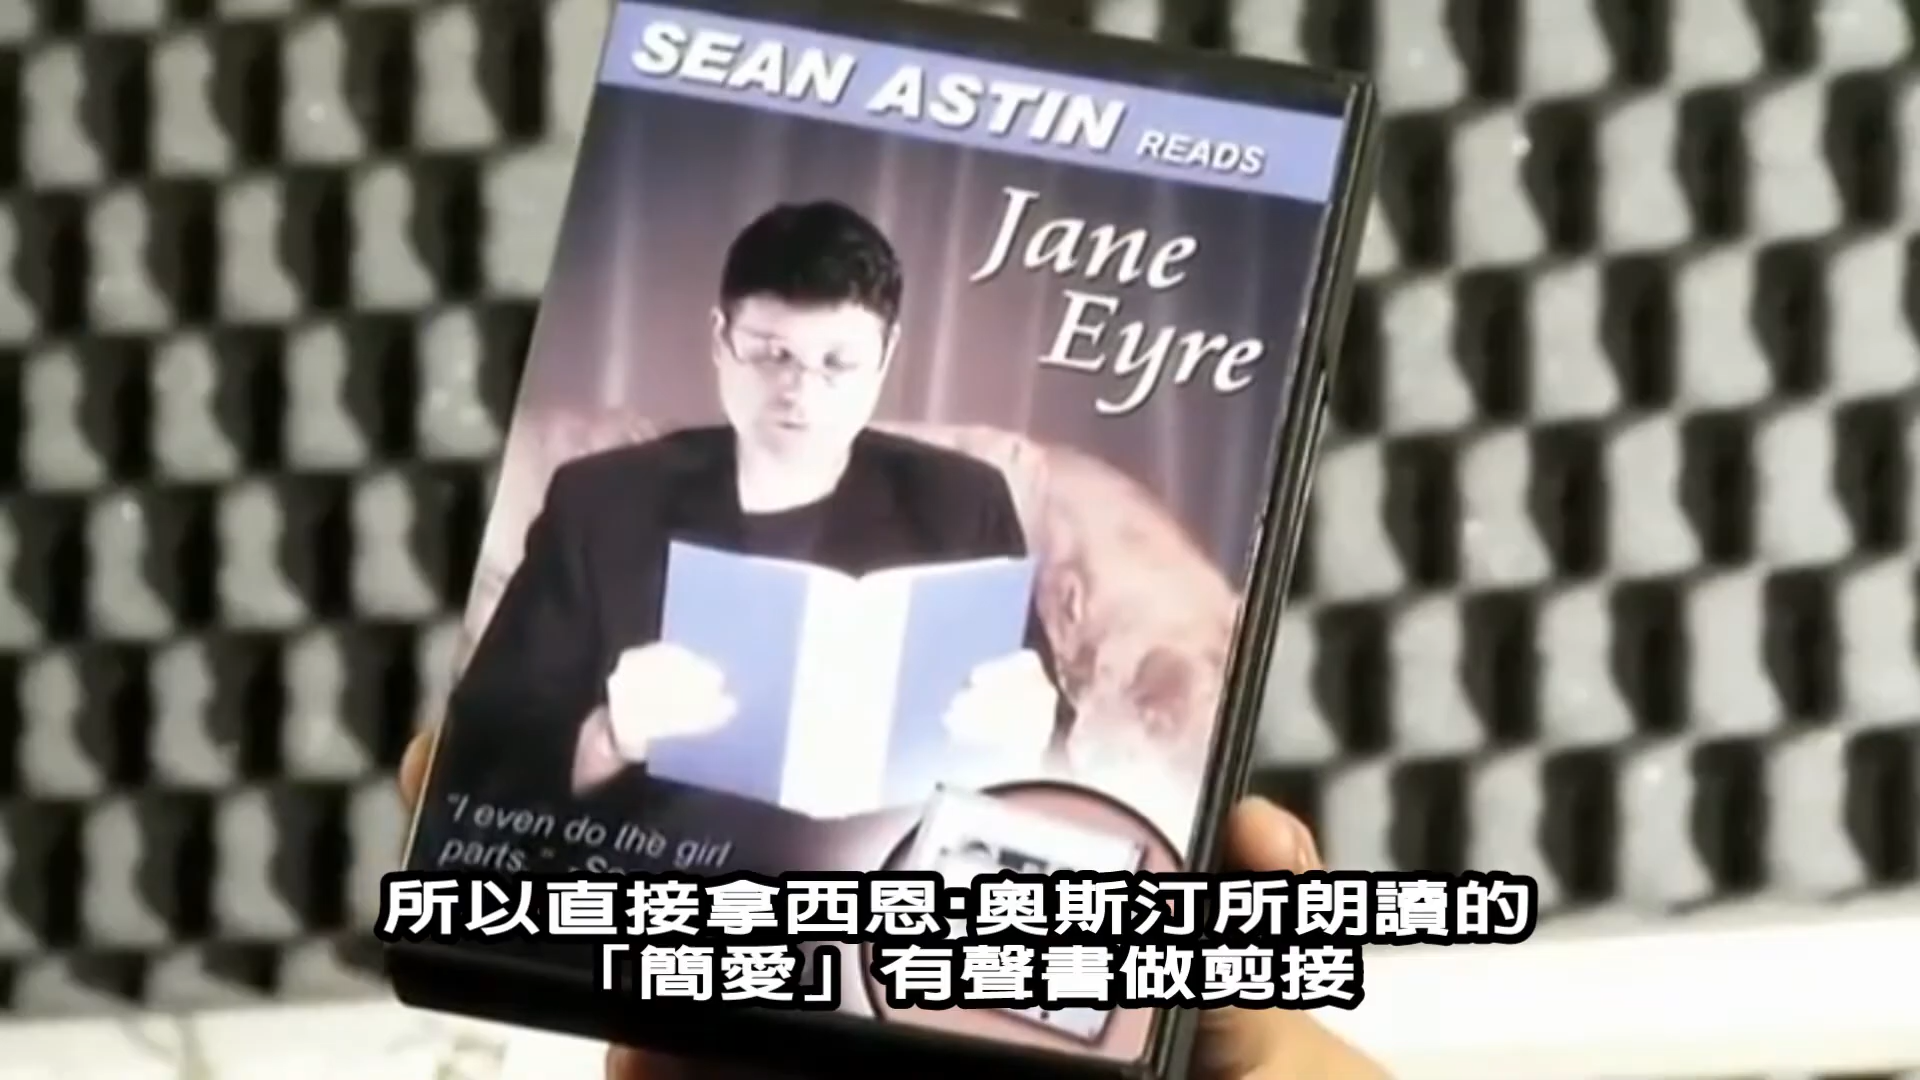 SEAN ASTIN READS
Jane
Eyre
"I even do the girl
parts."
所以直接拿西恩·奧斯汀所朗讀的
「簡愛」有聲書做剪接